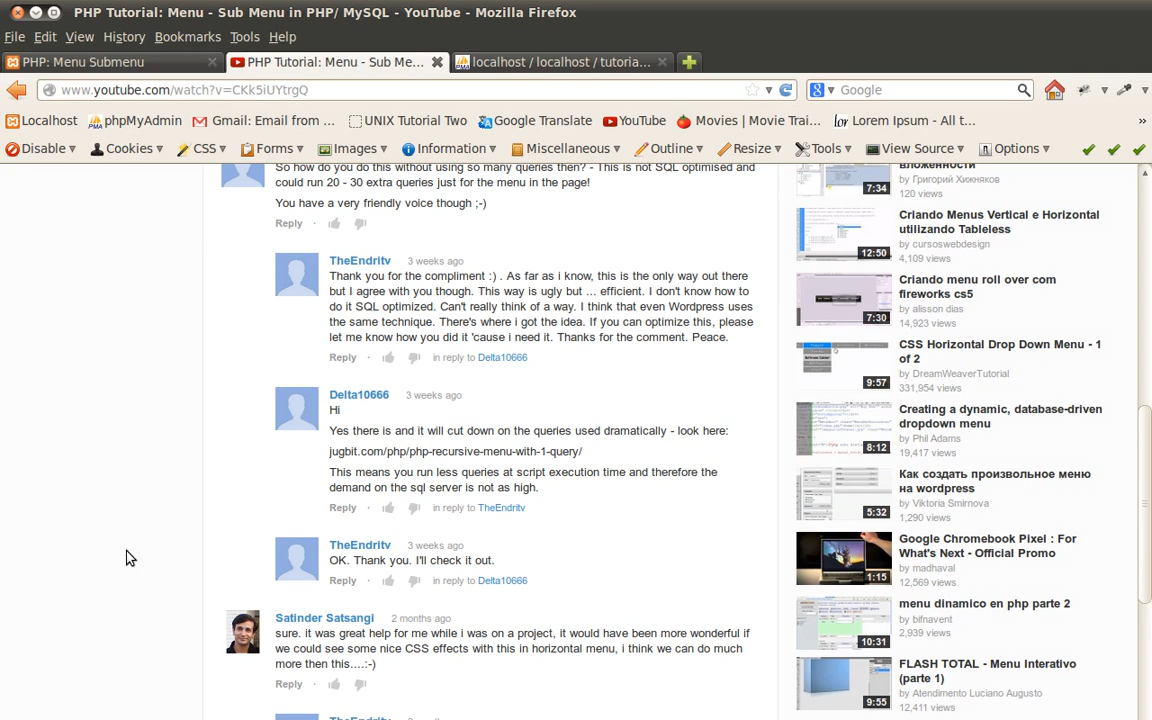 PHP Tutorial: Menu - Sub Menu in PHP/ MySQL - YouTube - Mozilla Firefox
File Edit View History Bookmarks Tools Help
PHP: Menu Submenu
PHP Tutorial: Menu - Sub Me...
localhost / localhost / tutoria...
www.youtube.com/watch?v=CKk5iUYtrgQ
Google
Localhost phpMyAdmin Gmail: Email from ... UNIX Tutorial Two Google Translate YouTube Movies | Movie Trai... Lorem Ipsum - All t... »
Disable Cookies CSS Forms Images Information Miscellaneous Outline Resize Tools View Source Options
So how do you do this without using so many queries then? - This is not SQL optimised and
could run 20 - 30 extra queries just for the menu in the page!
You have a very friendly voice though ;-)
Reply ·
TheEndritv 3 weeks ago
Thank you for the compliment :) . As far as i know, this is the only way out there
but I agree with you though. This way is ugly but ... efficient. I don't know how to
do it SQL optimized. Can't really think of a way. I think that even Wordpress uses
the same technique. There's where i got the idea. If you can optimize this, please
let me know how you did it 'cause i need it. Thanks for the comment. Peace.
Reply · in reply to Delta10666
Delta10666 3 weeks ago
Hi
Yes there is and it will cut down on the queries used dramatically - look here:
jugbit.com/php/php-recursive-menu-with-1-query/
This means you run less queries at script execution time and therefore the
demand on the sql server is not as high.
Reply · in reply to TheEndritv
TheEndritv 3 weeks ago
OK. Thank you. I'll check it out.
Reply · in reply to Delta10666
Satinder Satsangi 2 months ago
sure. it was great help for me while i was on a project, it would have been more wonderful if
we could see some nice CSS effects with this in horizontal menu, i think we can do much
more then this....:-)
Reply ·
вложенности
by Григорий Хижняков
120 views
7:34
Criando Menus Vertical e Horizontal
utilizando Tableless
by cursoswebdesign
4,109 views
12:50
Criando menu roll over com
fireworks cs5
by alisson dias
14,923 views
7:30
CSS Horizontal Drop Down Menu - 1
of 2
by DreamWeaverTutorial
331,954 views
9:57
Creating a dynamic, database-driven
dropdown menu
by Phil Adams
19,417 views
8:12
Как создать произвольное меню
на wordpress
by Viktoria Smirnova
1,290 views
5:32
Google Chromebook Pixel : For
What's Next - Official Promo
by madhaval
12,569 views
1:15
menu dinamico en php parte 2
by bifnavent
2,939 views
10:31
FLASH TOTAL - Menu Interativo
(parte 1)
by Atendimento Luciano Augusto
12,411 views
9:55